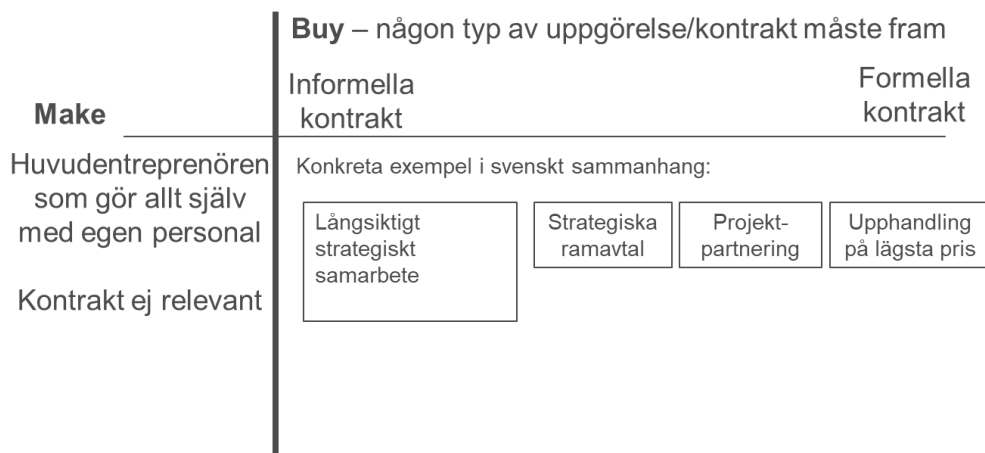 Buy – någon typ av uppgörelse/kontrakt måste fram
Make
Informella
kontrakt
Formella
kontrakt
Huvudentreprenören
som gör allt själv
med egen personal
Kontrakt ej relevant
Konkreta exempel i svenskt sammanhang:
Långsiktigt
strategiskt
samarbete
Strategiska
ramavtal
Projekt-
partnering
Upphandling
på lägsta pris